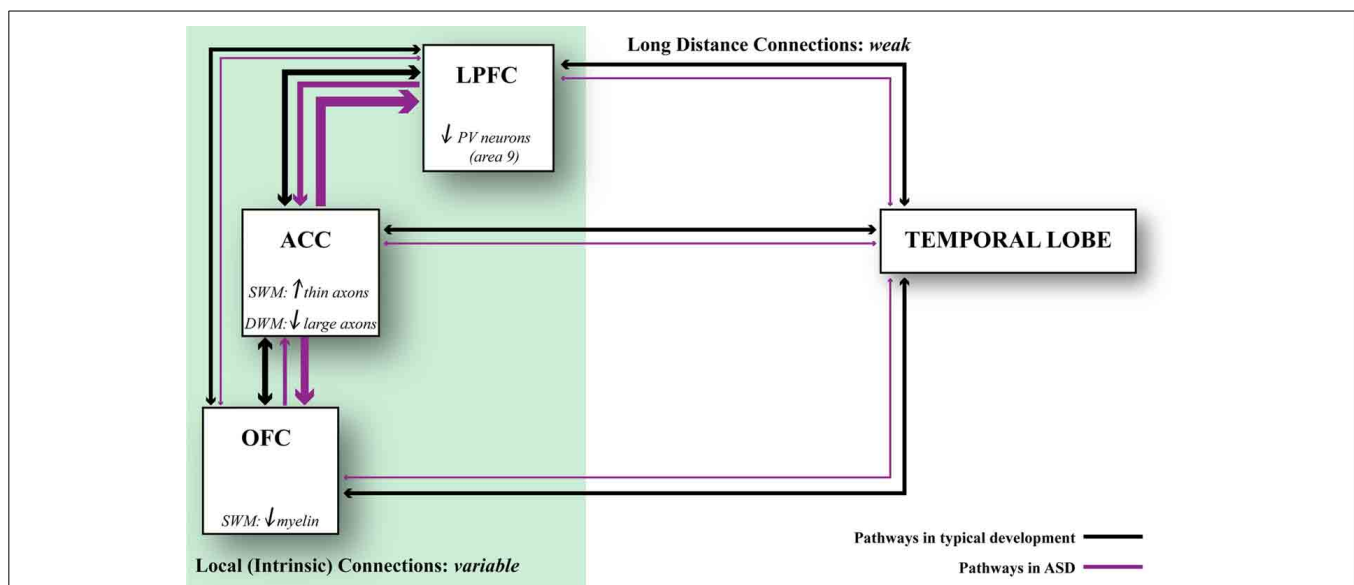 Long Distance Connections: weak
LPFC
↓ PV neurons
(area 9)
ACC
SWM: ↑ thin axons
DWM: ↓ large axons
TEMPORAL LOBE
OFC
SWM: ↓ myelin
Local (Intrinsic) Connections: variable
Pathways in typical development
Pathways in ASD